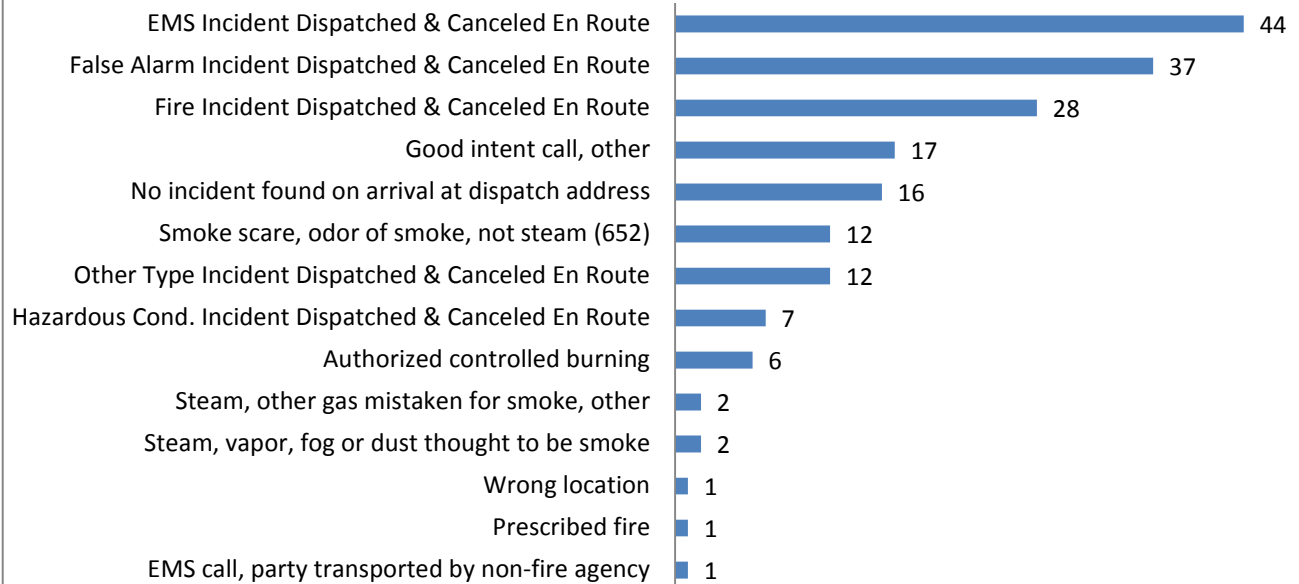 EMS Incident Dispatched & Canceled En Route 44
False Alarm Incident Dispatched & Canceled En Route 37
Fire Incident Dispatched & Canceled En Route 28
Good intent call, other 17
No incident found on arrival at dispatch address 16
Smoke scare, odor of smoke, not steam (652) 12
Other Type Incident Dispatched & Canceled En Route 12
Hazardous Cond. Incident Dispatched & Canceled En Route 7
Authorized controlled burning 6
Steam, other gas mistaken for smoke, other 2
Steam, vapor, fog or dust thought to be smoke 2
Wrong location 1
Prescribed fire 1
EMS call, party transported by non-fire agency 1